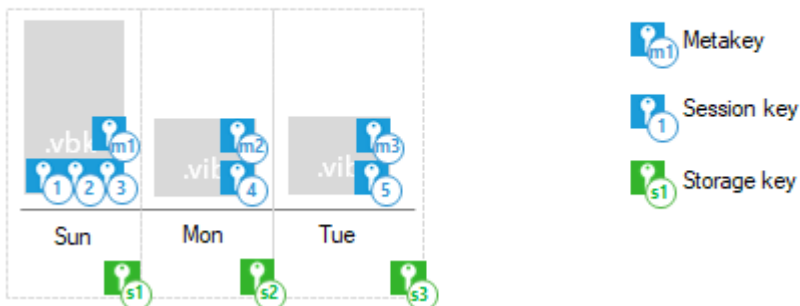 .vbk
m1
1
2
3
.vib
m2
4
.vib
m3
5
Sun
Mon
Tue
s1
s2
s3
m1
Metakey
1
Session key
s1
Storage key